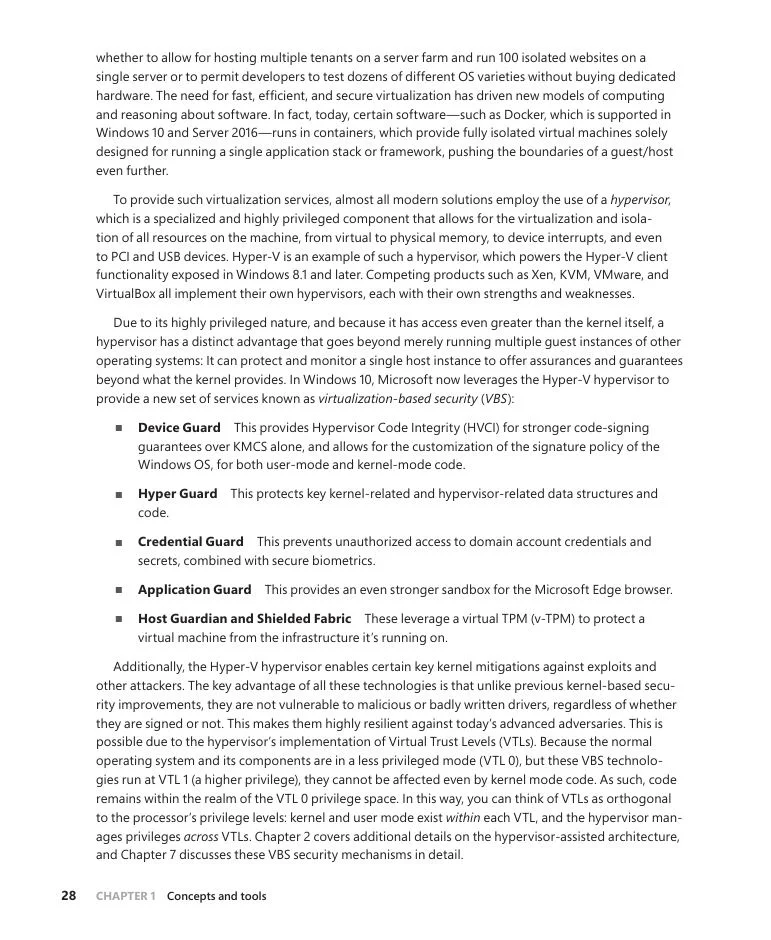 whether to allow for hosting multiple tenants on a server farm and run 100 isolated websites on a
single server or to permit developers to test dozens of different OS varieties without buying dedicated
hardware. The need for fast, efficient, and secure virtualization has driven new models of computing
and reasoning about software. In fact, today, certain software—such as Docker, which is supported in
Windows 10 and Server 2016—runs in containers, which provide fully isolated virtual machines solely
designed for running a single application stack or framework, pushing the boundaries of a guest/host
even further.
To provide such virtualization services, almost all modern solutions employ the use of a hypervisor,
which is a specialized and highly privileged component that allows for the virtualization and isola-
tion of all resources on the machine, from virtual to physical memory, to device interrupts, and even
to PCI and USB devices. Hyper-V is an example of such a hypervisor, which powers the Hyper-V client
functionality exposed in Windows 8.1 and later. Competing products such as Xen, KVM, VMware, and
VirtualBox all implement their own hypervisors, each with their own strengths and weaknesses.
Due to its highly privileged nature, and because it has access even greater than the kernel itself, a
hypervisor has a distinct advantage that goes beyond merely running multiple guest instances of other
operating systems: It can protect and monitor a single host instance to offer assurances and guarantees
beyond what the kernel provides. In Windows 10, Microsoft now leverages the Hyper-V hypervisor to
provide a new set of services known as virtualization-based security (VBS):
■ Device Guard This provides Hypervisor Code Integrity (HVCI) for stronger code-signing
guarantees over KMCS alone, and allows for the customization of the signature policy of the
Windows OS, for both user-mode and kernel-mode code.
■ Hyper Guard This protects key kernel-related and hypervisor-related data structures and
code.
■ Credential Guard This prevents unauthorized access to domain account credentials and
secrets, combined with secure biometrics.
■ Application Guard This provides an even stronger sandbox for the Microsoft Edge browser.
■ Host Guardian and Shielded Fabric These leverage a virtual TPM (v-TPM) to protect a
virtual machine from the infrastructure it's running on.
Additionally, the Hyper-V hypervisor enables certain key kernel mitigations against exploits and
other attackers. The key advantage of all these technologies is that unlike previous kernel-based secu-
rity improvements, they are not vulnerable to malicious or badly written drivers, regardless of whether
they are signed or not. This makes them highly resilient against today's advanced adversaries. This is
possible due to the hypervisor's implementation of Virtual Trust Levels (VTLs). Because the normal
operating system and its components are in a less privileged mode (VTL 0), but these VBS technolo-
gies run at VTL 1 (a higher privilege), they cannot be affected even by kernel mode code. As such, code
remains within the realm of the VTL 0 privilege space. In this way, you can think of VTLs as orthogonal
to the processor's privilege levels: kernel and user mode exist within each VTL, and the hypervisor man-
ages privileges across VTLs. Chapter 2 covers additional details on the hypervisor-assisted architecture,
and Chapter 7 discusses these VBS security mechanisms in detail.
28 CHAPTER 1 Concepts and tools